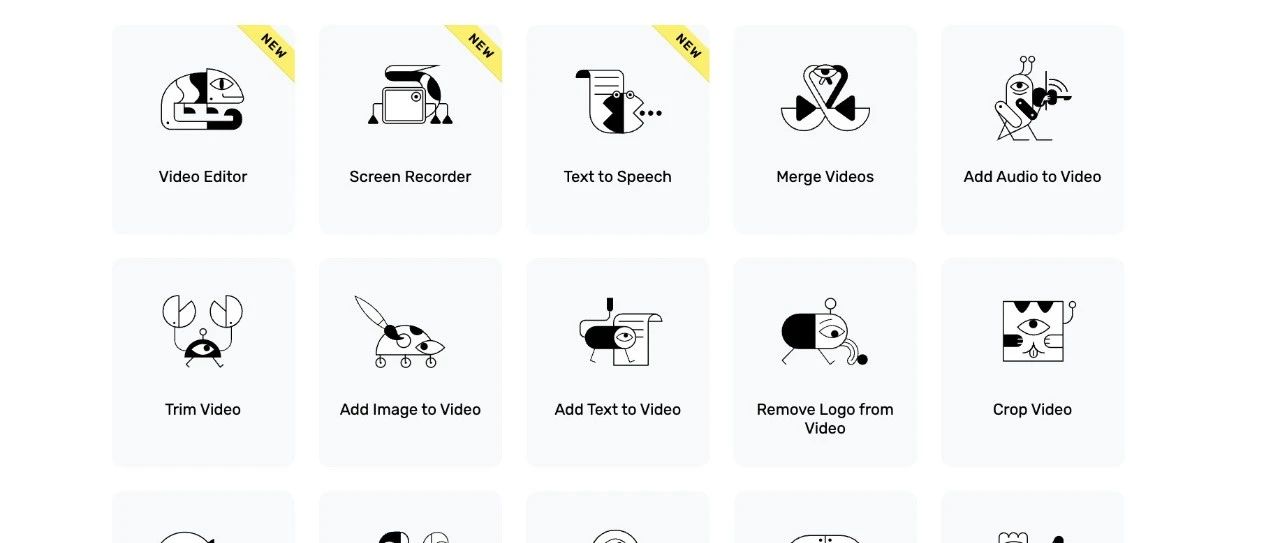 NEW
NEW
NEW
Video Editor
Screen Recorder
Text to Speech
Merge Videos
Add Audio to Video
Trim Video
Add Image to Video
Add Text to Video
Remove Logo from
Video
Crop Video